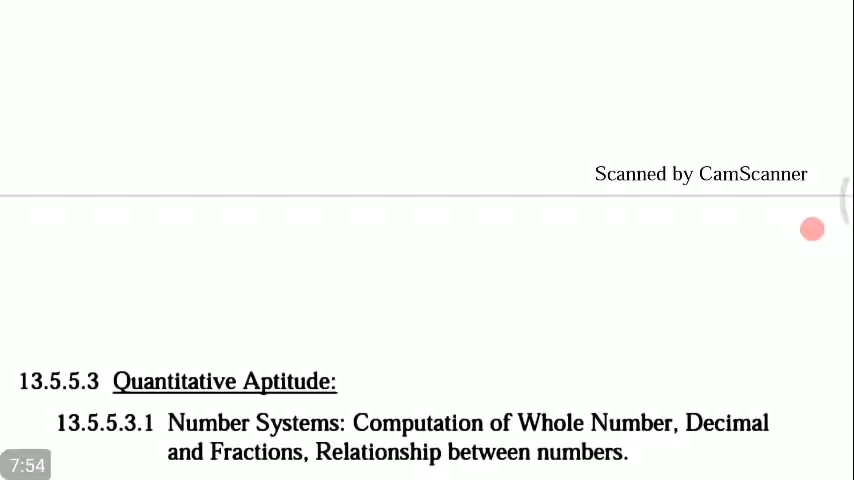 Scanned by CamScanner
13.5.5.3 Quantitative Aptitude:
13.5.5.3.1 Number Systems: Computation of Whole Number, Decimal
and Fractions, Relationship between numbers.
7:54